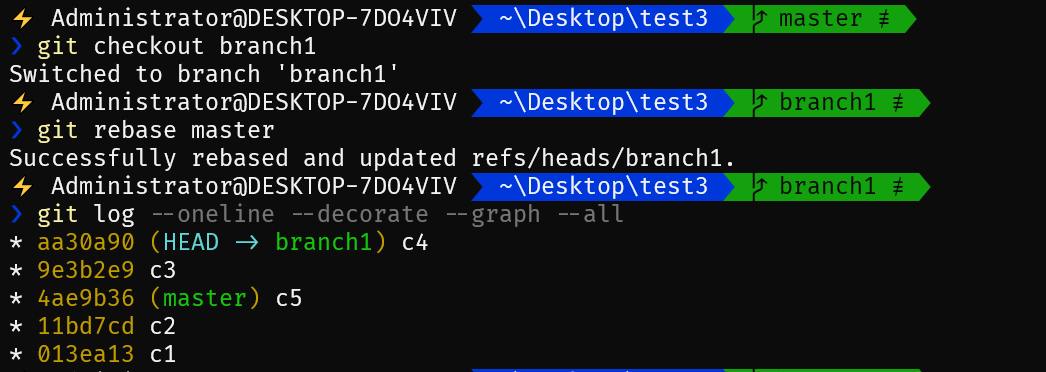 ⚡ Administrator@DESKTOP-7DO4VIV ~\Desktop\test3 master ≢
❯ git checkout branch1
Switched to branch 'branch1'
⚡ Administrator@DESKTOP-7DO4VIV ~\Desktop\test3 branch1 ≢
❯ git rebase master
Successfully rebased and updated refs/heads/branch1.
⚡ Administrator@DESKTOP-7DO4VIV ~\Desktop\test3 branch1 ≢
❯ git log --oneline --decorate --graph --all
* aa30a90 (HEAD -> branch1) c4
* 9e3b2e9 c3
* 4ae9b36 (master) c5
* 11bd7cd c2
* 013ea13 c1